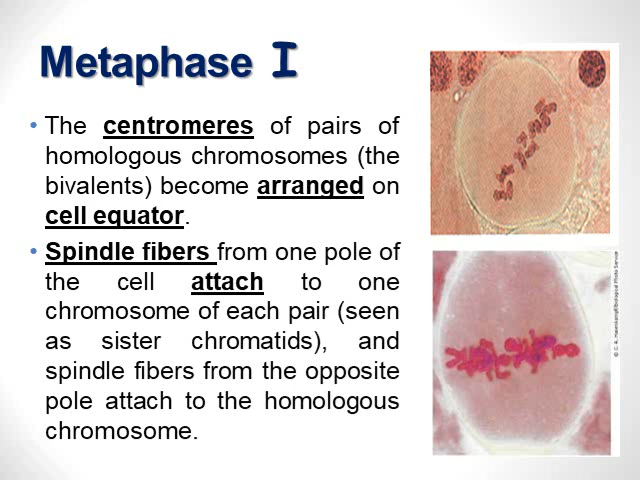 Metaphase I
• The centromeres of pairs of
homologous chromosomes (the
bivalents) become arranged on
cell equator.
• Spindle fibers from one pole of
the cell attach to one
chromosome of each pair (seen
as sister chromatids), and
spindle fibers from the opposite
pole attach to the homologous
chromosome.